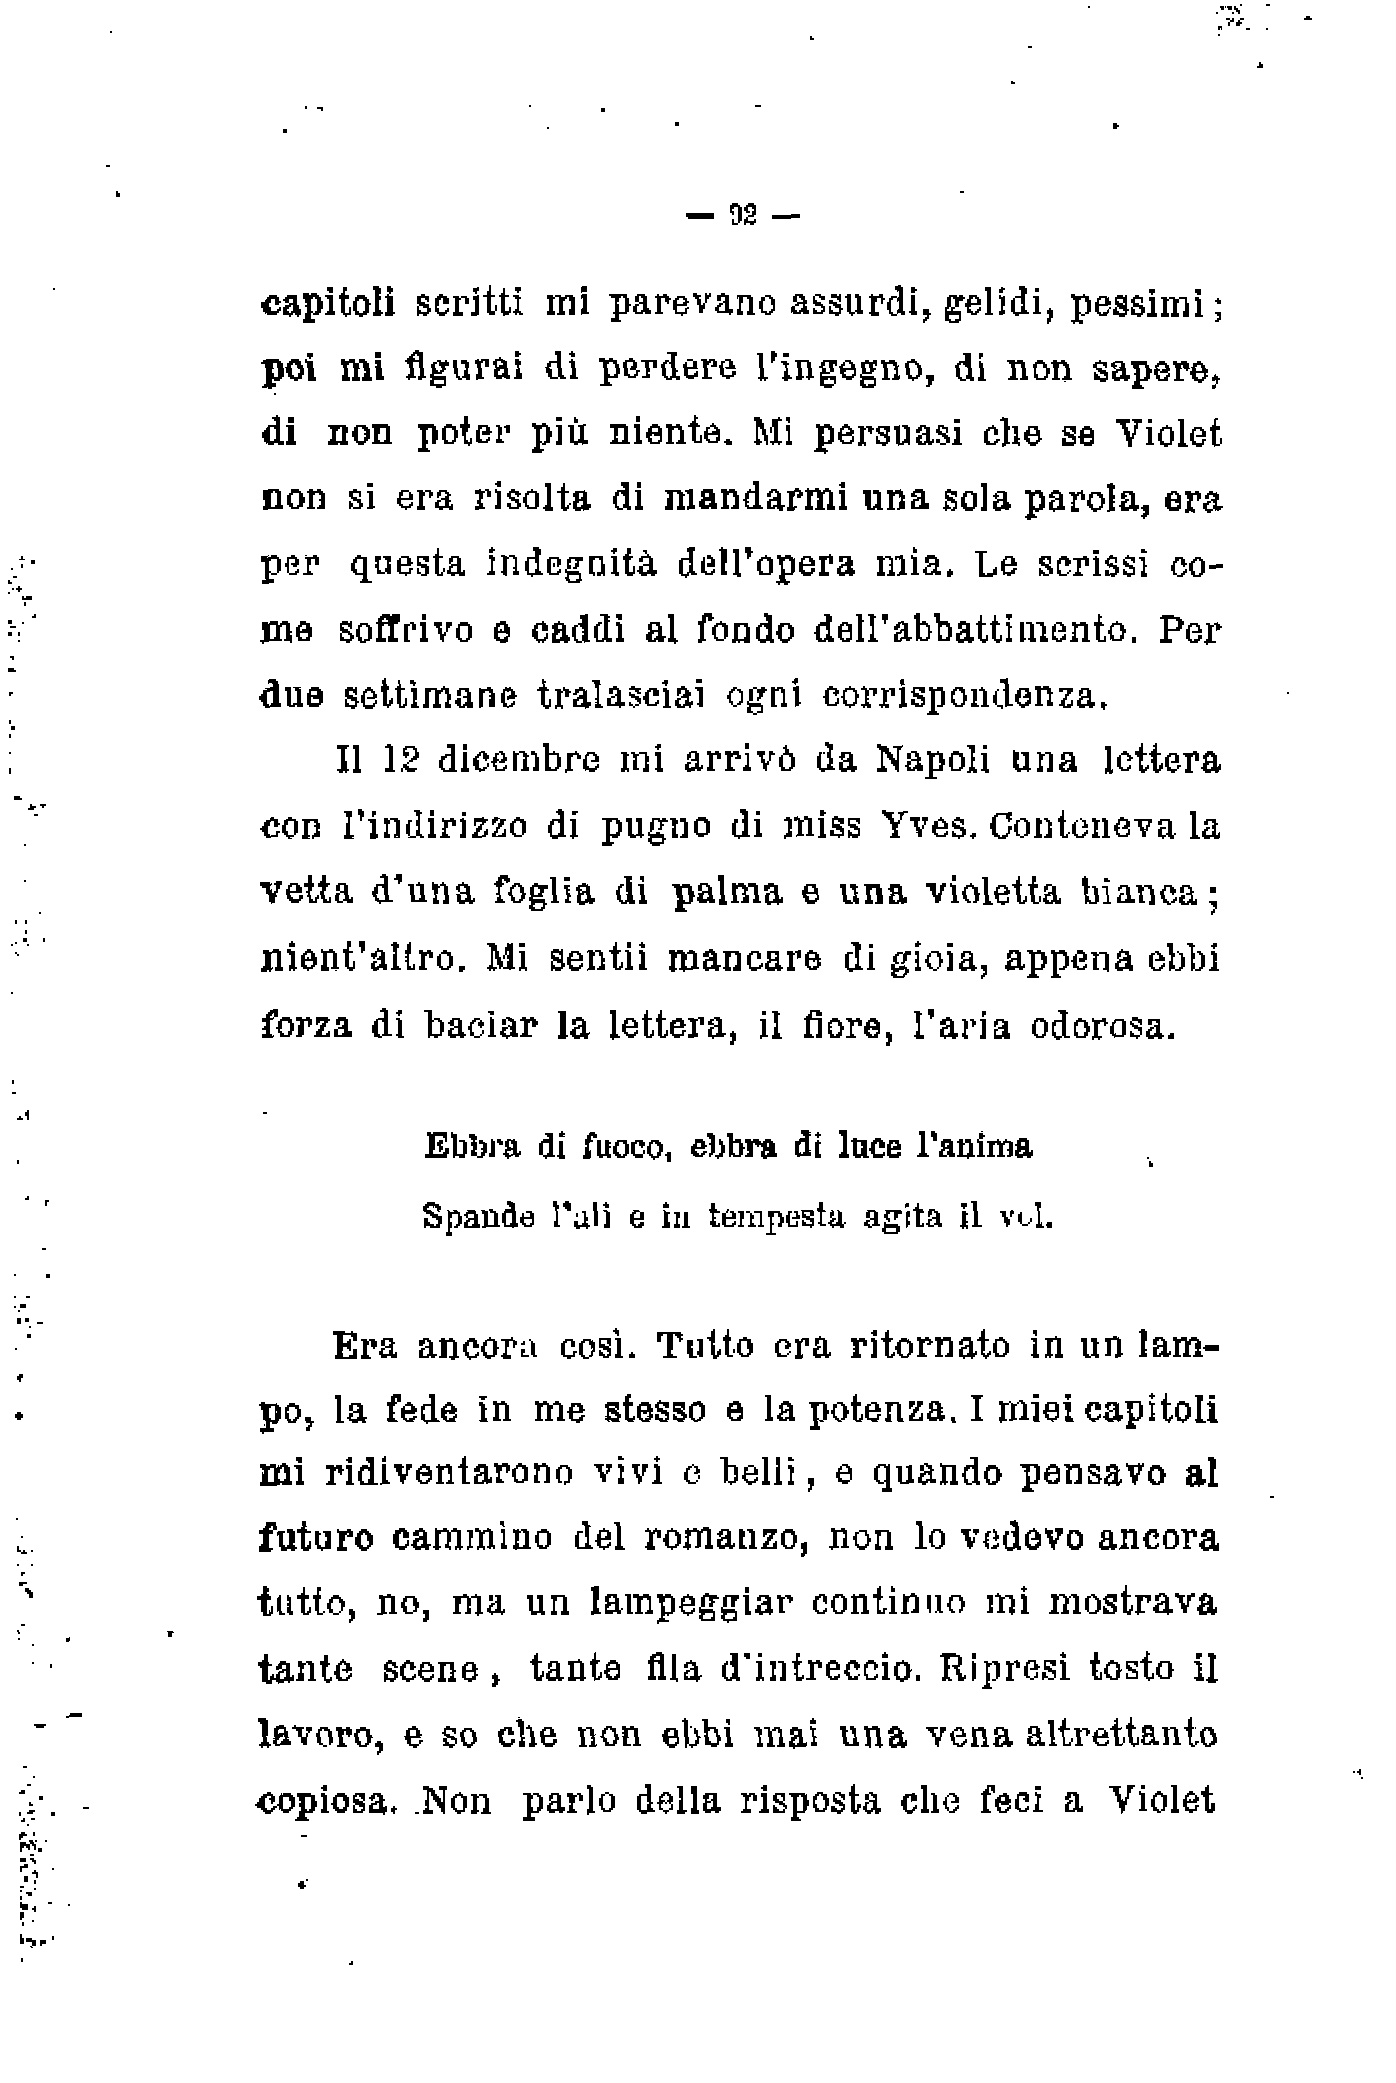 — 92 —
capitoli scritti mi parevano assurdi, gelidi, pessimi;
poi mi figurai di perdere l'ingegno, di non sapere,
di non poter più niente. Mi persuasi che se Violet
non si era risolta di mandarmi una sola parola, era
per questa indegnità dell'opera mia. Le scrissi co-
me soffrivo e caddi al fondo dell'abbattimento. Per
due settimane tralasciai ogni corrispondenza.
Il 12 dicembre mi arrivò da Napoli una lettera
con l'indirizzo di pugno di miss Yves. Conteneva la
vetta d'una foglia di palma e una violetta bianca;
nient'altro. Mi sentii mancare di gioia, appena ebbi
forza di baciar la lettera, il fiore, l'aria odorosa.
Ebbra di fuoco, ebbra di luce l'anima
Spande l'ali e in tempesta agita il vol.
Era ancora così. Tutto era ritornato in un lam-
po, la fede in me stesso e la potenza. I miei capitoli
mi ridiventarono vivi e belli, e quando pensavo al
futuro cammino del romanzo, non lo vedevo ancora
tutto, no, ma un lampeggiar continuo mi mostrava
tante scene, tante fila d'intreccio. Ripresi tosto il
lavoro, e so che non ebbi mai una vena altrettanto
copiosa. Non parlo della risposta che feci a Violet